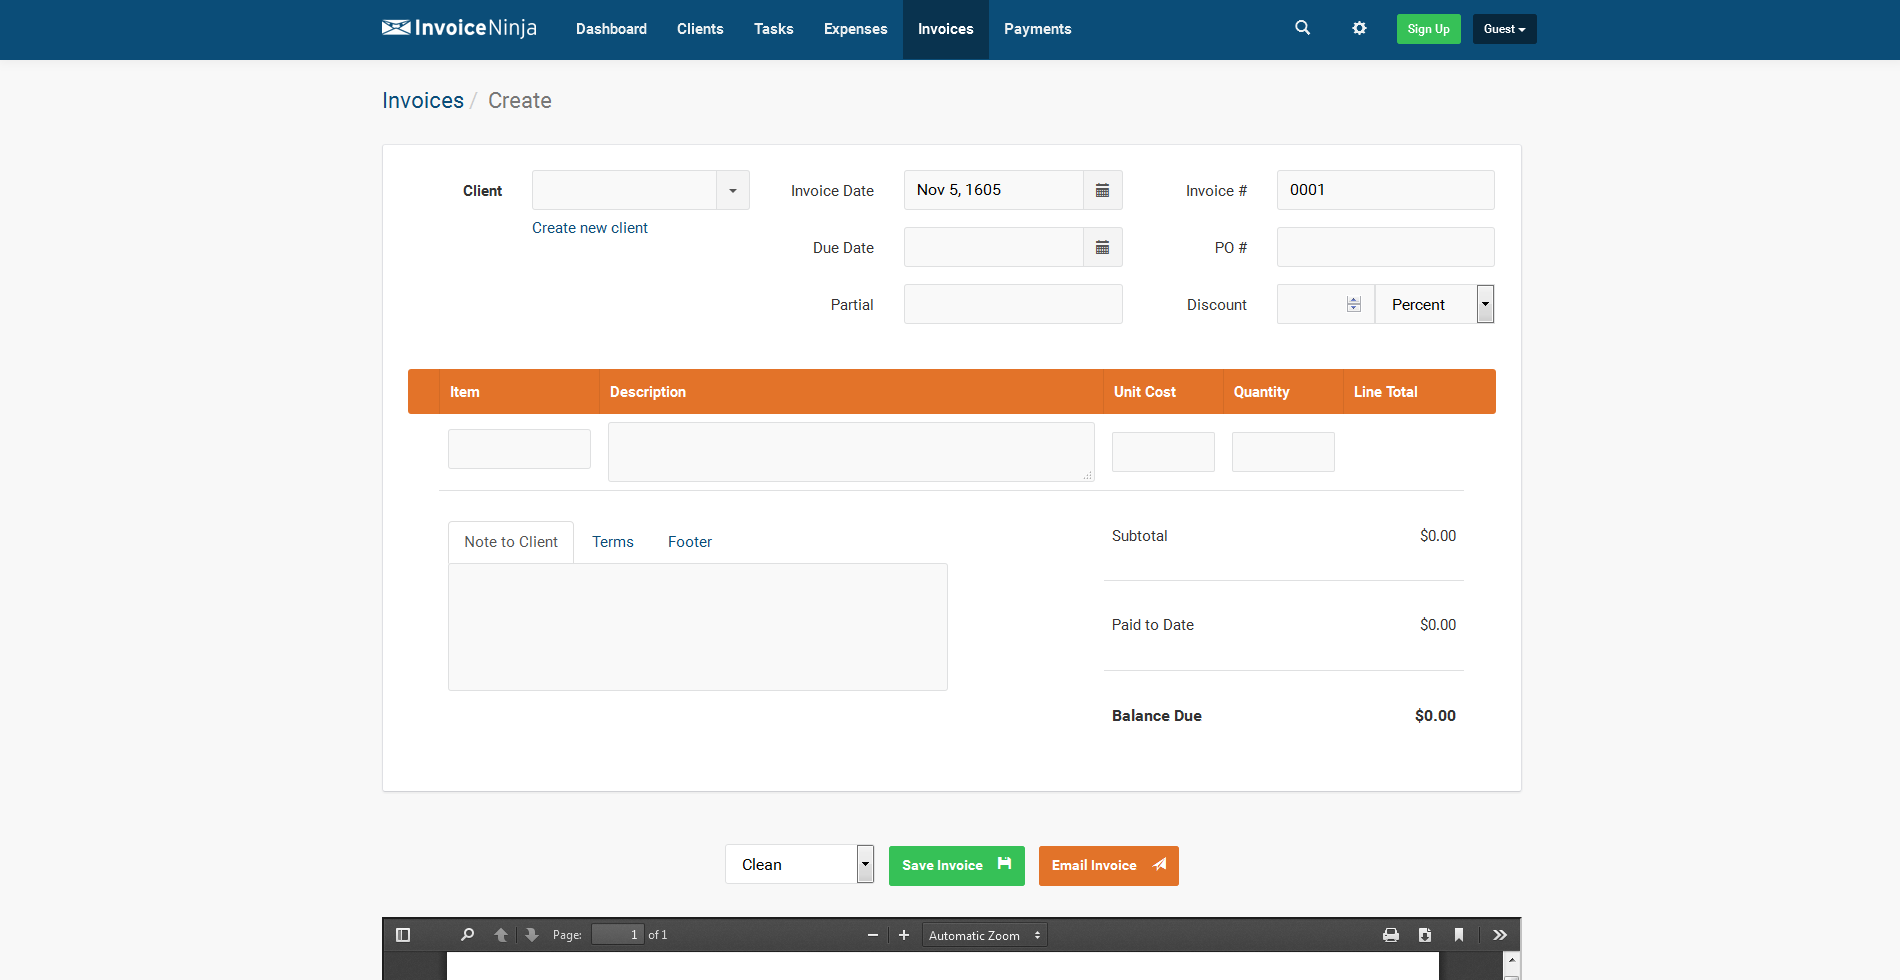 InvoiceNinja Dashboard Clients Tasks Expenses Invoices Payments Sign Up Guest
Invoices / Create
Client Invoice Date Nov 5, 1605 Invoice # 0001
Create new client
Due Date PO #
Partial Discount Percent
Item Description Unit Cost Quantity Line Total
Note to Client Terms Footer
Subtotal $0.00
Paid to Date $0.00
Balance Due $0.00
Clean Save Invoice Email Invoice
Page: 1 of 1 Automatic Zoom